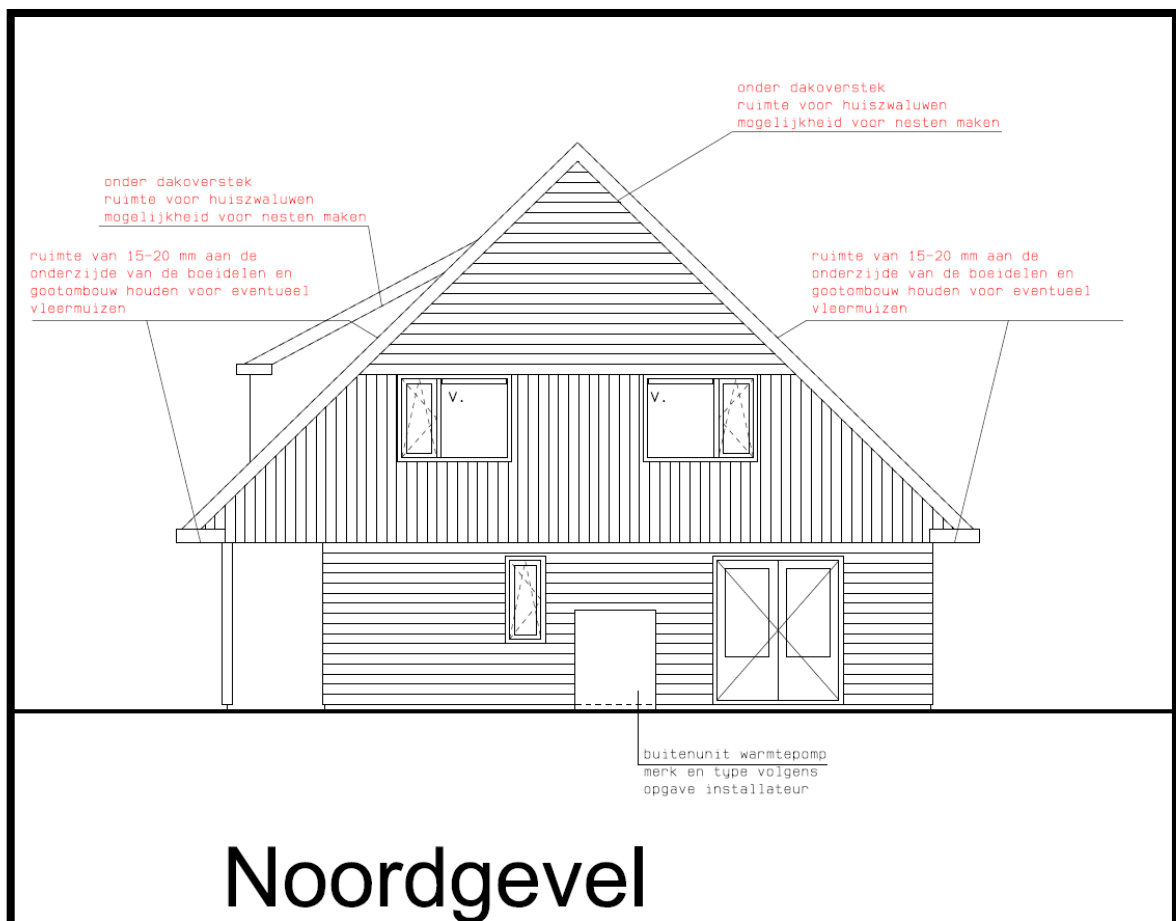 onder dakoverstek
ruimte voor huiszwaluwen
mogelijkheid voor nesten maken
onder dakoverstek
ruimte voor huiszwaluwen
mogelijkheid voor nesten maken
ruimte van 15-20 mm aan de
onderzijde van de boeidelen en
gootombouw houden voor eventueel
vleermuizen
ruimte van 15-20 mm aan de
onderzijde van de boeidelen en
gootombouw houden voor eventueel
vleermuizen
V.
V.
buitenunit warmtepomp
merk en type volgens
opgave installateur
Noordgevel